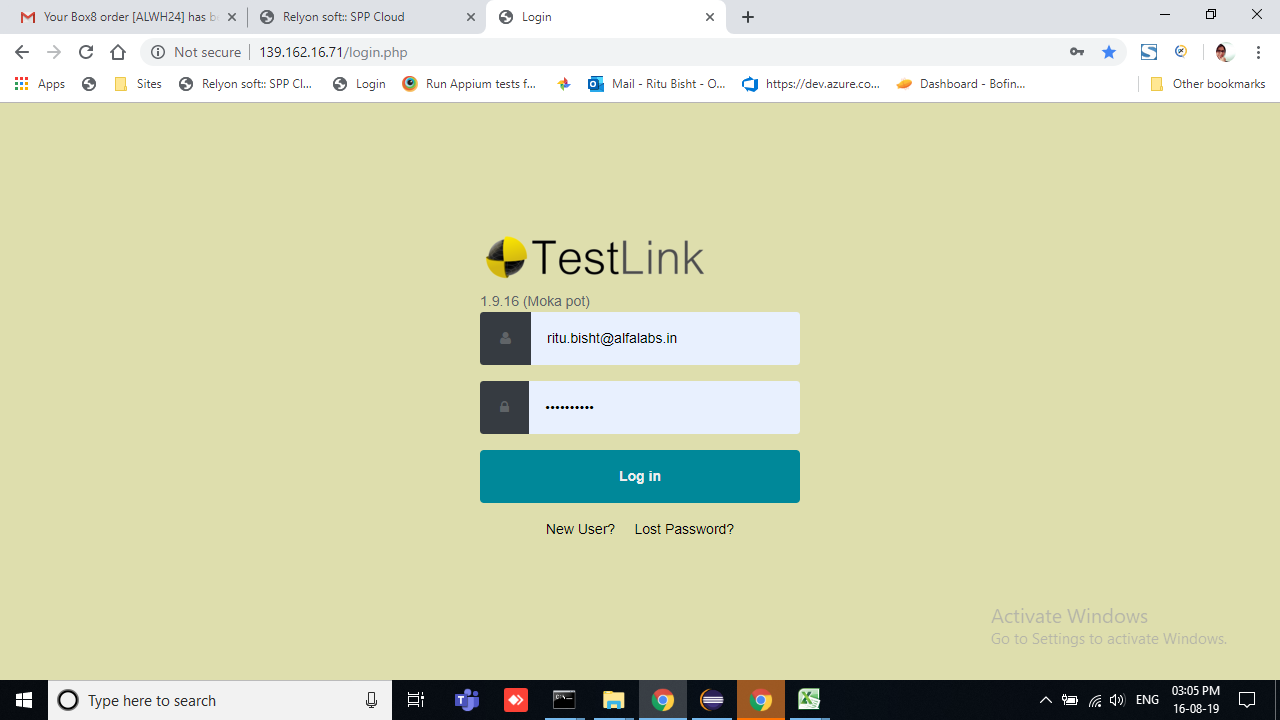 Your Box8 order [ALWH24] has b
Relyon soft:: SPP Cloud
Login
Not secure
139.162.16.71/login.php
Apps
Sites
Relyon soft:: SPP Cl...
Login
Run Appium tests f...
Mail - Ritu Bisht - O...
https://dev.azure.co...
Dashboard - Bofin...
Other bookmarks
TestLink
1.9.16 (Moka pot)
ritu.bisht@alfalabs.in
••••••••••
Log in
New User?
Lost Password?
Activate Windows
Go to Settings to activate Windows.
Type here to search
ENG
03:05 PM
16-08-19